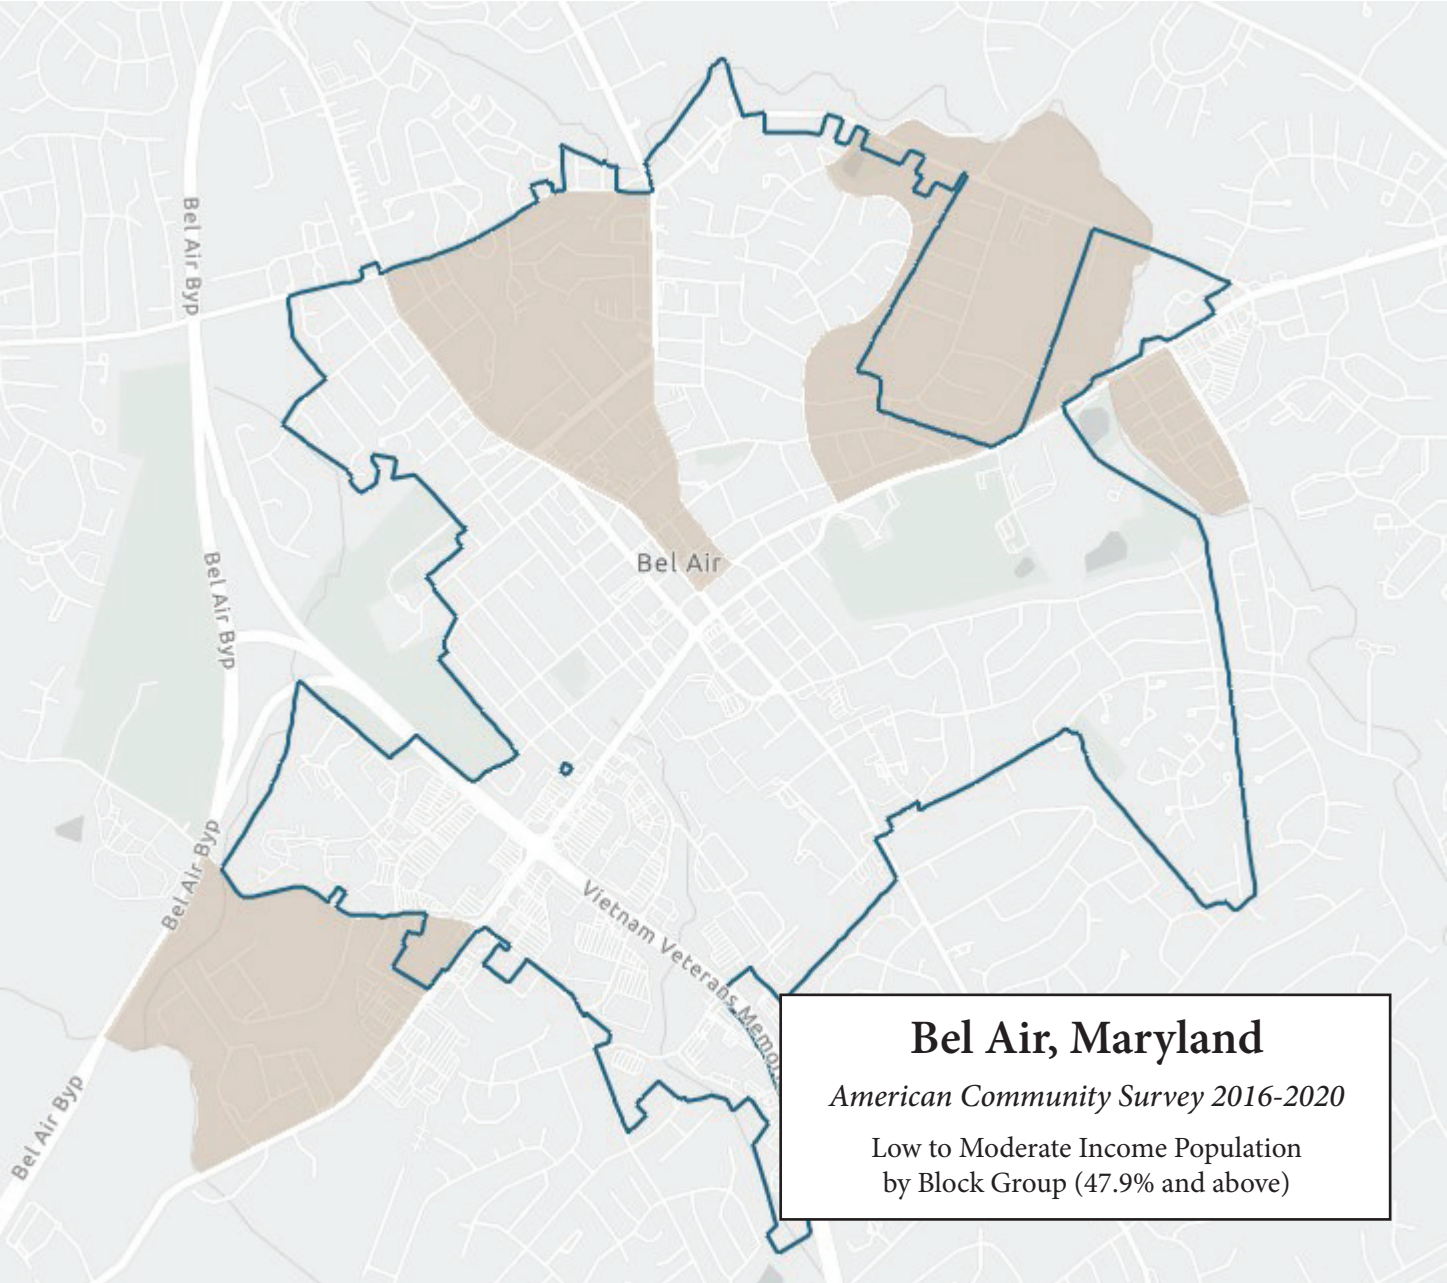 Bel Air Byp
Bel Air Byp
Bel Air
Bel Air Byp
Bel Air Byp
Vietnam Veterans Memor
Bel Air, Maryland
American Community Survey 2016-2020
Low to Moderate Income Population
by Block Group (47.9% and above)